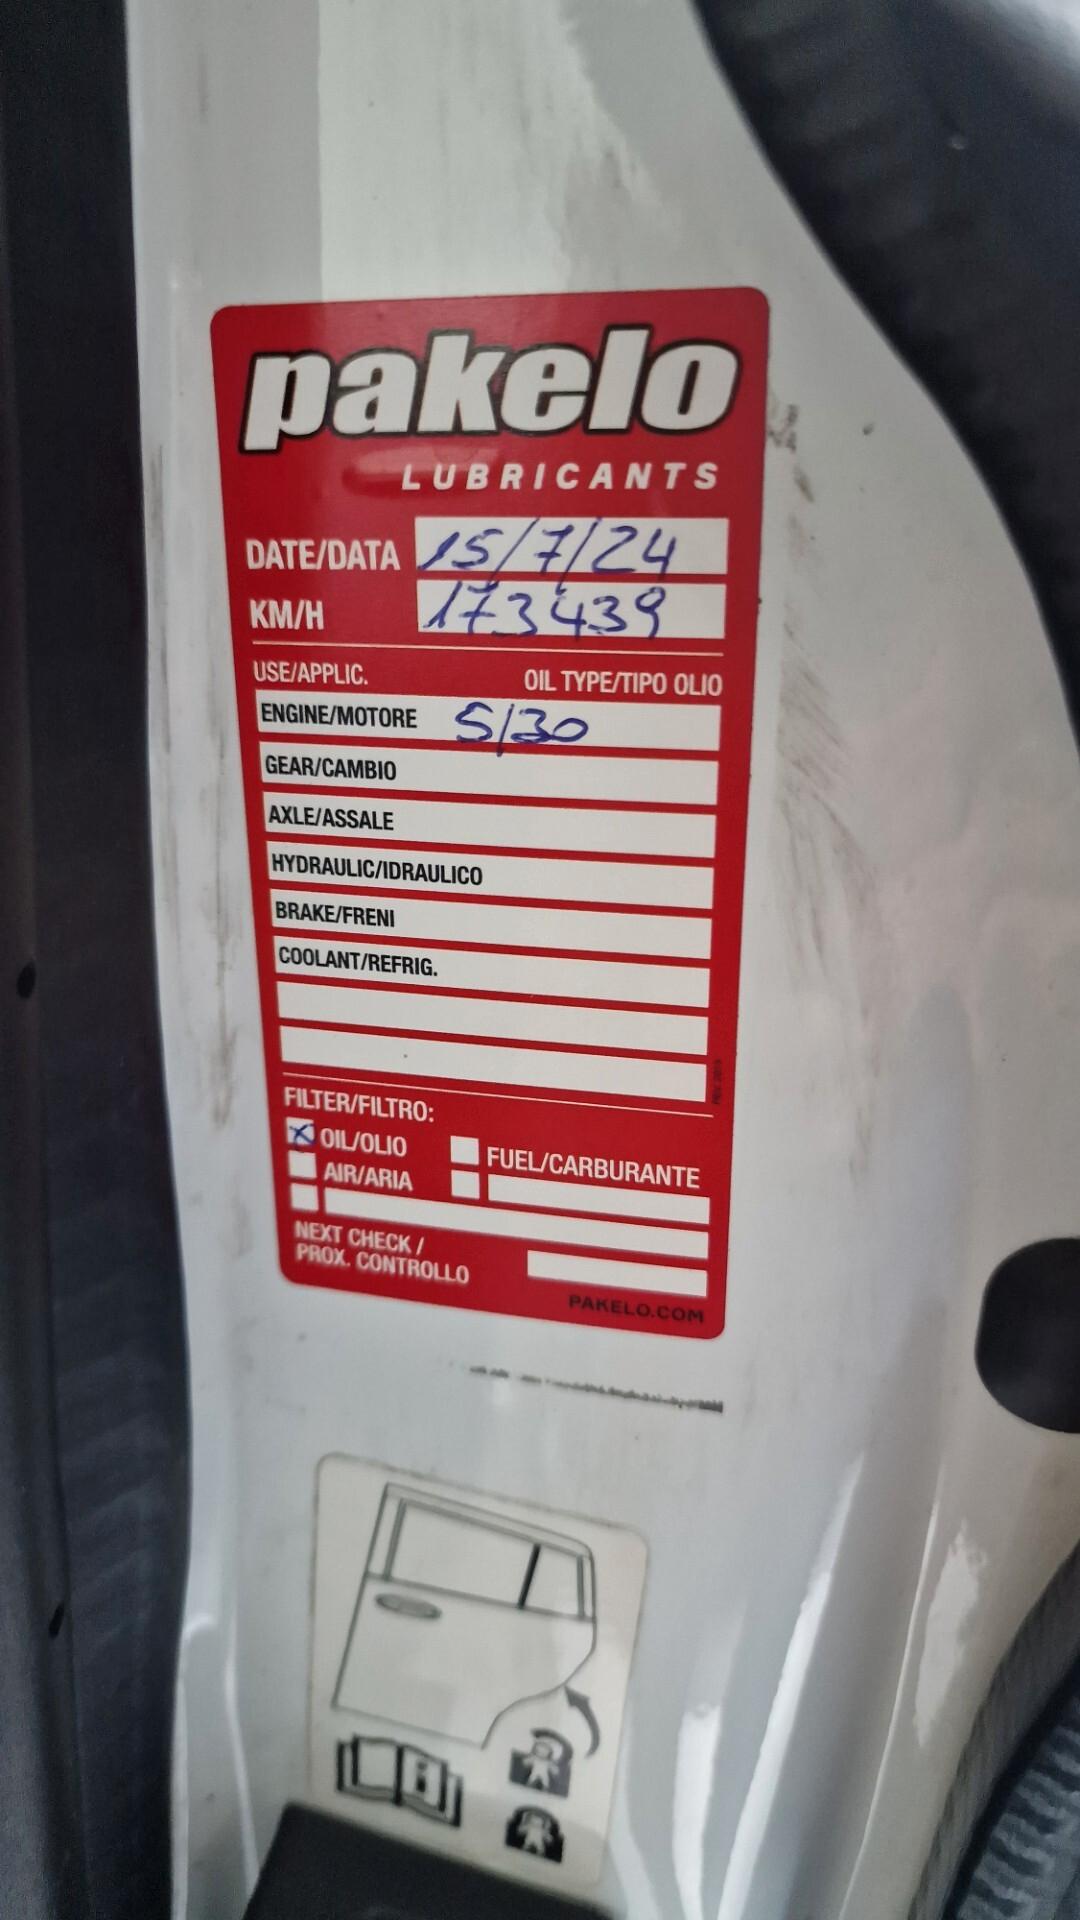 pakelo
LUBRICANTS
DATE/DATA 15/7/24
KM/H 173439
USE/APPLIC. OIL TYPE/TIPO OLIO
ENGINE/MOTORE 5/30
GEAR/CAMBIO
AXLE/ASSALE
HYDRAULIC/IDRAULICO
BRAKE/FRENI
COOLANT/REFRIG.
FILTER/FILTRO:
X OIL/OLIO FUEL/CARBURANTE
AIR/ARIA
NEXT CHECK /
PROX. CONTROLLO
PAKELO.COM